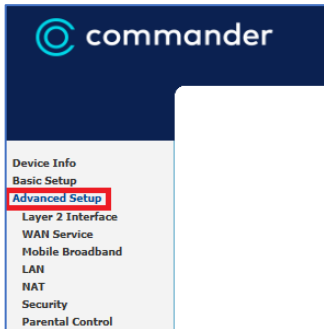 commander
Device Info
Basic Setup
Advanced Setup
Layer 2 Interface
WAN Service
Mobile Broadband
LAN
NAT
Security
Parental Control